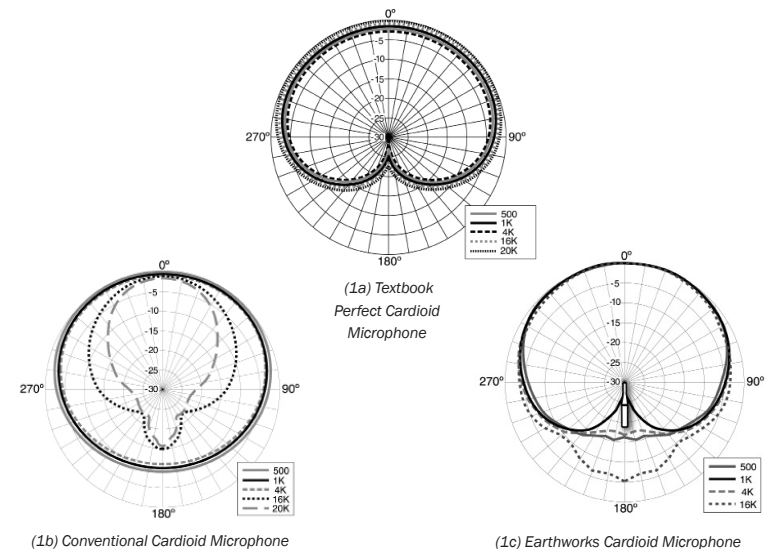 0º
-5
-10
-15
-20
-25
-30
270º
90º
180º
500
1K
4K
16K
20K
(1a) Textbook
Perfect Cardioid
Microphone
0º
-5
-10
-15
-20
-25
-30
270º
90º
180º
500
1K
4K
16K
20K
(1b) Conventional Cardioid Microphone
0º
-5
-10
-15
-20
-25
-30
270º
90º
180º
500
1K
4K
16K
(1c) Earthworks Cardioid Microphone